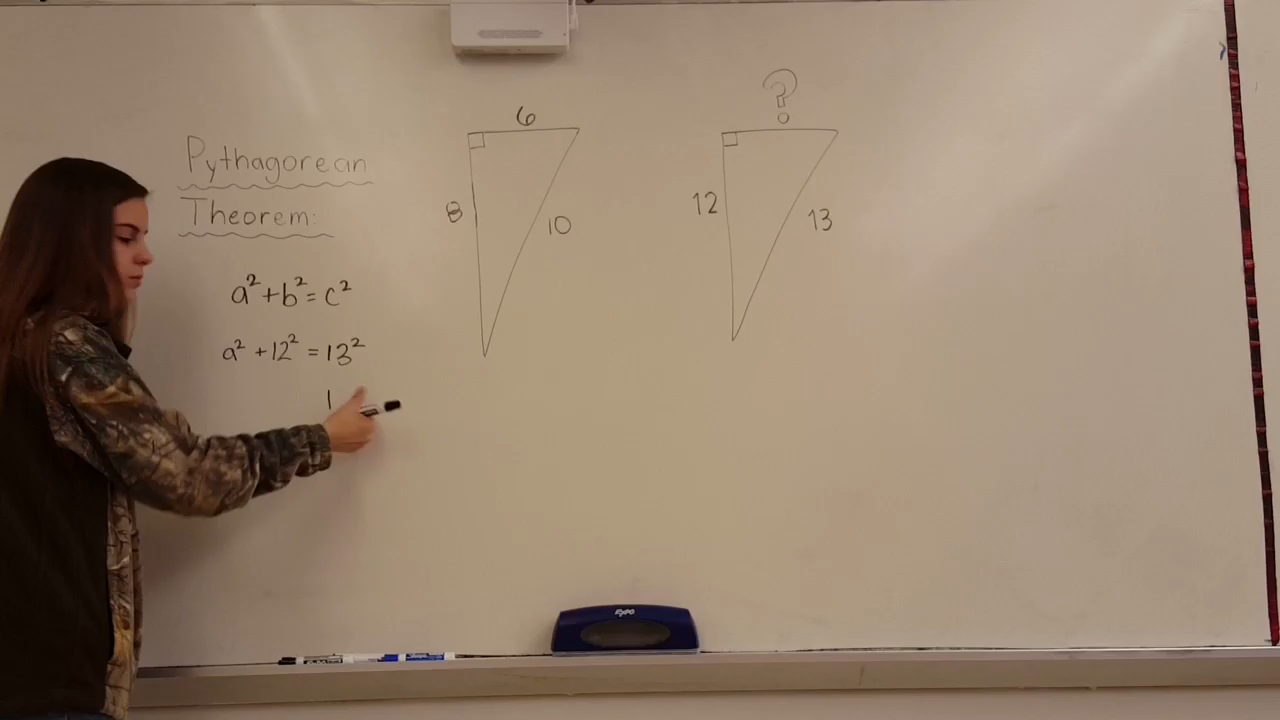 Pythagorean
Theorem:
a²+b²=c²
a²+12²=13²
1
6
8
10
?
12
13
EXPO